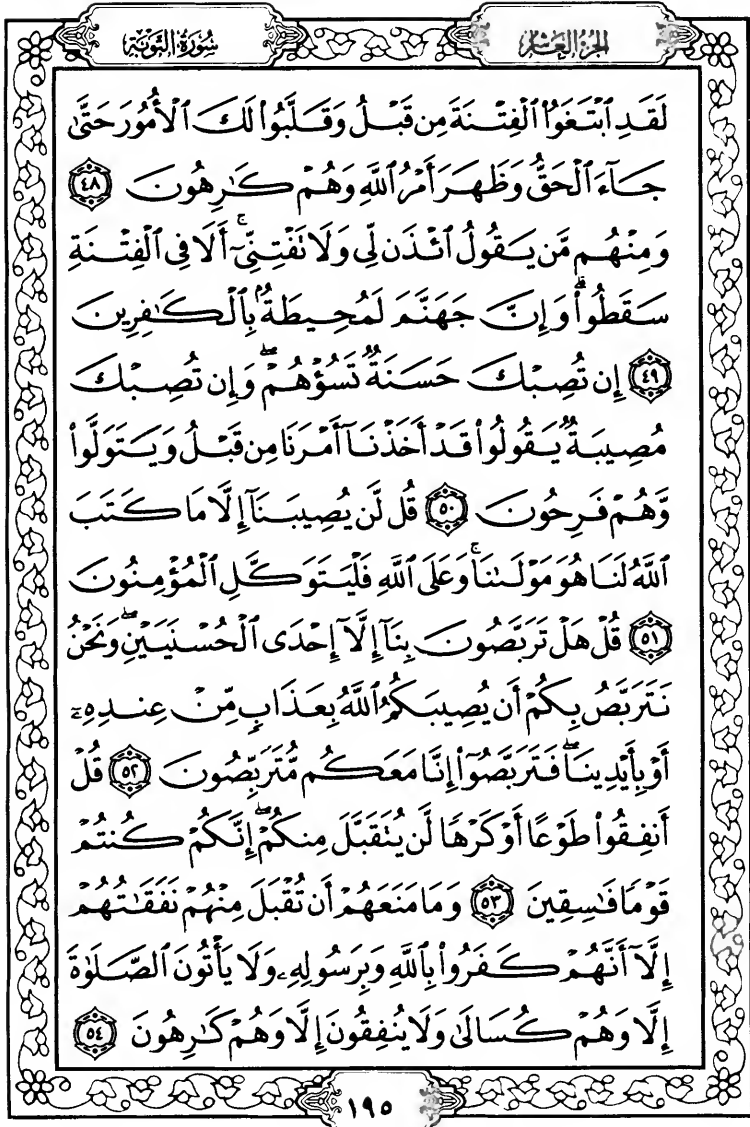 الجزء العاشر
سورة التوبة
لَقَدِ ٱبْتَغَوُا۟ ٱلْفِتْنَةَ مِن قَبْلُ وَقَلَّبُوا۟ لَكَ ٱلْأُمُورَ حَتَّىٰ
جَآءَ ٱلْحَقُّ وَظَهَرَ أَمْرُ ٱللَّهِ وَهُمْ كَٰرِهُونَ ٤٨
وَمِنْهُم مَّن يَقُولُ ٱئْذَن لِّى وَلَا تَفْتِنِّىٓ ۚ أَلَا فِى ٱلْفِتْنَةِ
سَقَطُوا۟ ۗ وَإِنَّ جَهَنَّمَ لَمُحِيطَةٌۢ بِٱلْكَٰفِرِينَ
٤٩ إِن تُصِبْكَ حَسَنَةٌ تَسُؤْهُمْ ۖ وَإِن تُصِبْكَ
مُصِيبَةٌ يَقُولُوا۟ قَدْ أَخَذْنَآ أَمْرَنَا مِن قَبْلُ وَيَتَوَلَّوا۟
وَّهُمْ فَرِحُونَ ٥٠ قُل لَّن يُصِيبَنَآ إِلَّا مَا كَتَبَ
ٱللَّهُ لَنَا هُوَ مَوْلَىٰنَا ۚ وَعَلَى ٱللَّهِ فَلْيَتَوَكَّلِ ٱلْمُؤْمِنُونَ
٥١ قُلْ هَلْ تَرَبَّصُونَ بِنَآ إِلَّآ إِحْدَى ٱلْحُسْنَيَيْنِ ۖ وَنَحْنُ
نَتَرَبَّصُ بِكُمْ أَن يُصِيبَكُمُ ٱللَّهُ بِعَذَابٍ مِّنْ عِندِهِۦٓ
أَوْ بِأَيْدِينَا ۖ فَتَرَبَّصُوٓا۟ إِنَّا مَعَكُم مُّتَرَبِّصُونَ ٥٢ قُلْ
أَنفِقُوا۟ طَوْعًا أَوْ كَرْهًا لَّن يُتَقَبَّلَ مِنكُمْ ۖ إِنَّكُمْ كُنتُمْ
قَوْمًا فَٰسِقِينَ ٥٣ وَمَا مَنَعَهُمْ أَن تُقْبَلَ مِنْهُمْ نَفَقَٰتُهُمْ
إِلَّآ أَنَّهُمْ كَفَرُوا۟ بِٱللَّهِ وَبِرَسُولِهِۦ وَلَا يَأْتُونَ ٱلصَّلَوٰةَ
إِلَّا وَهُمْ كُسَالَىٰ وَلَا يُنفِقُونَ إِلَّا وَهُمْ كَٰرِهُونَ ٥٤
١٩٥